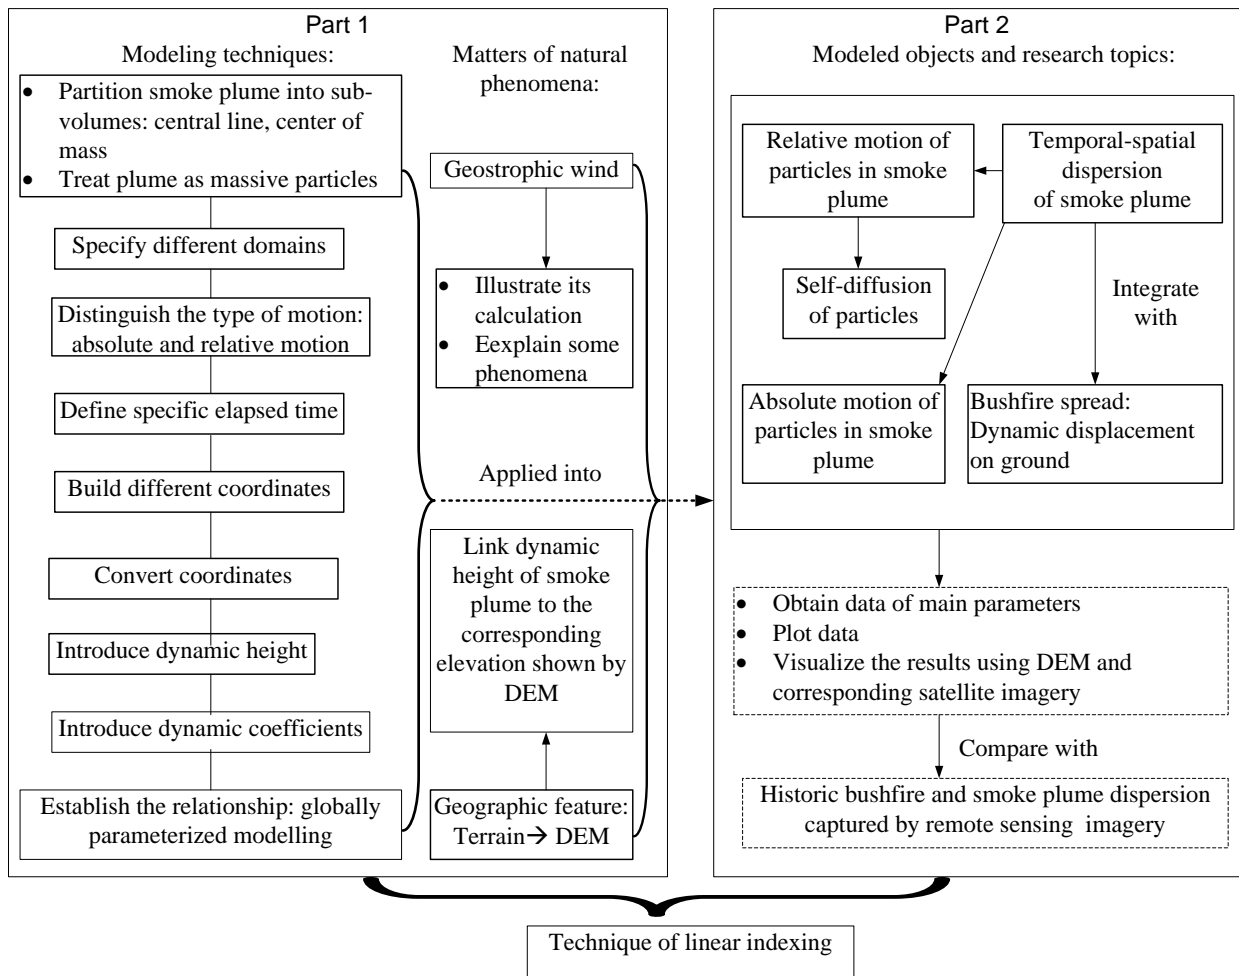 Part 1
Modeling techniques:
• Partition smoke plume into sub-
volumes: central line, center of
mass
• Treat plume as massive particles
Specify different domains
Distinguish the type of motion:
absolute and relative motion
Define specific elapsed time
Build different coordinates
Convert coordinates
Introduce dynamic height
Introduce dynamic coefficients
Establish the relationship: globally
parameterized modelling
Matters of natural
phenomena:
Geostrophic wind
• Illustrate its
calculation
• Eexplain some
phenomena
Applied into
Link dynamic
height of smoke
plume to the
corresponding
elevation shown by
DEM
Geographic feature:
Terrain→ DEM
Part 2
Modeled objects and research topics:
Relative motion of
particles in smoke
plume
Temporal-spatial
dispersion
of smoke plume
Self-diffusion
of particles
Integrate
with
Absolute motion of
particles in smoke
plume
Bushfire spread:
Dynamic displacement
on ground
• Obtain data of main parameters
• Plot data
• Visualize the results using DEM and
corresponding satellite imagery
Compare with
Historic bushfire and smoke plume dispersion
captured by remote sensing imagery
Technique of linear indexing